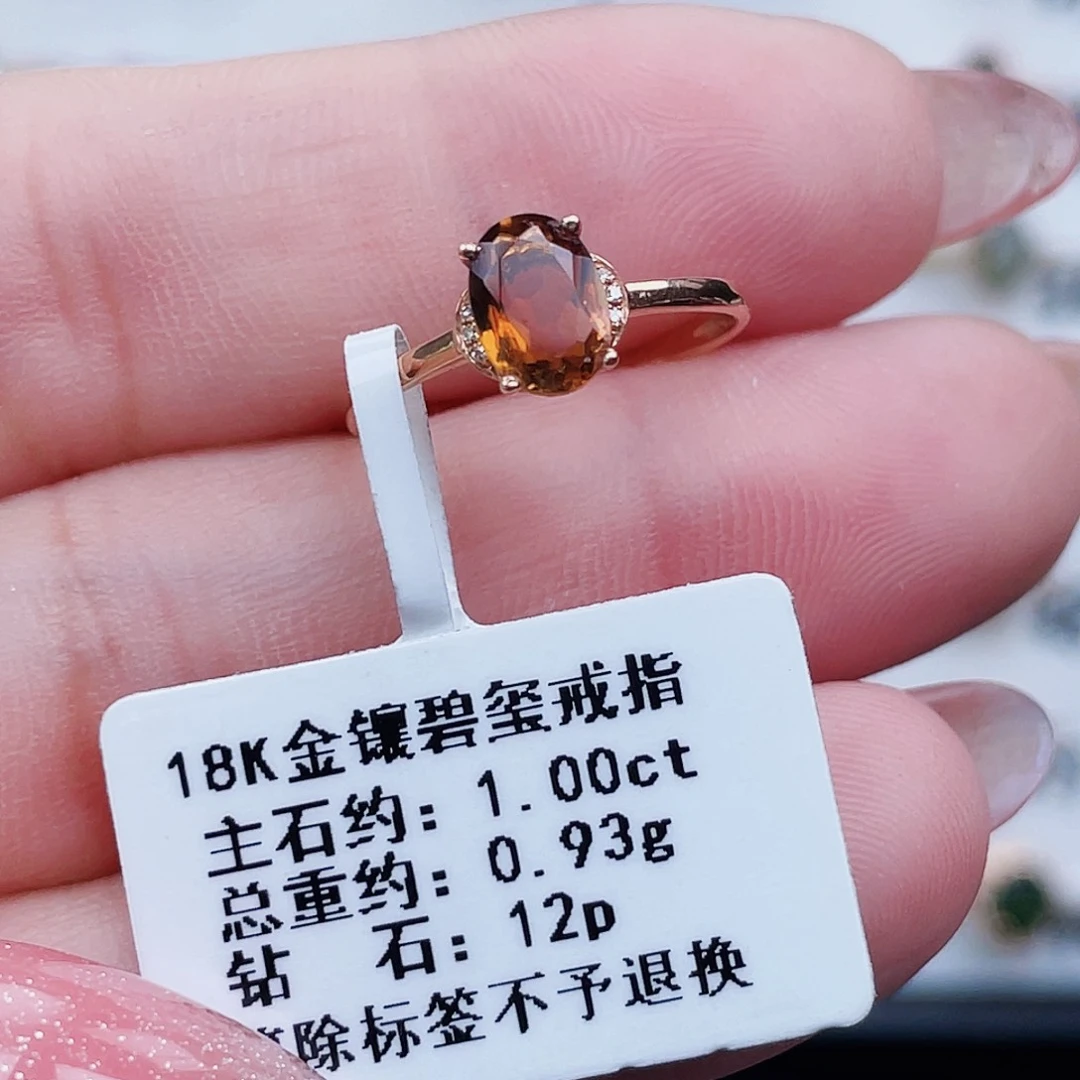 18K金镶碧玺戒指
主石约: 1.00ct
总重约: 0.93g
钻 石: 12p
除标签不予退换